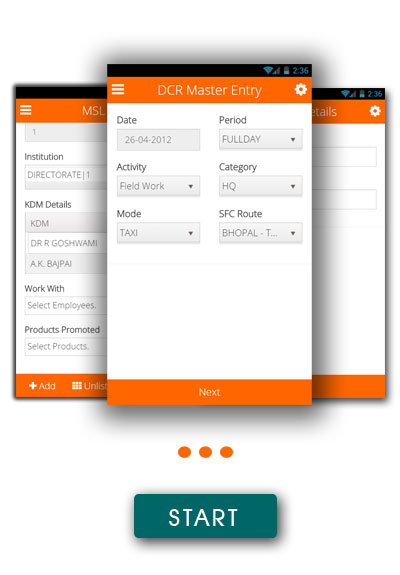 2:36
MSL
1
Institution
DIRECTORATE|1
KDM Details
KDM
DR R GOSHWAMI
A.K. BAJPAI
Work With
Select Employees.
Products Promoted
Select Products.
Add Unlist
2:36
DCR Master Entry
Date Period
26-04-2012 FULLDAY
Activity Category
Field Work HQ
Mode SFC Route
TAXI BHOPAL - T...
Next
2:36
etails
START